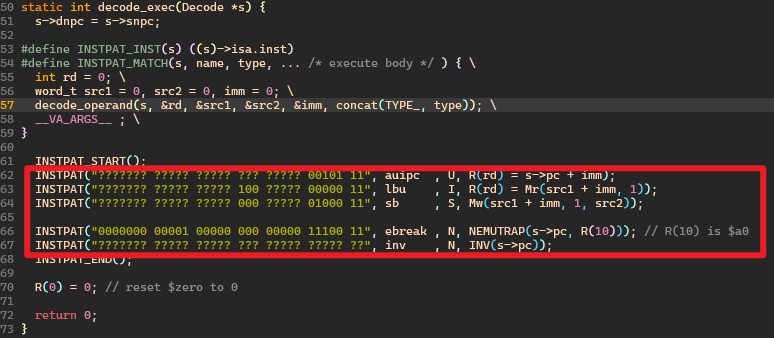 50 static int decode_exec(Decode *s) {
51   s->dnpc = s->snpc;
52
53 #define INSTPAT_INST(s) ((s)->isa.inst)
54 #define INSTPAT_MATCH(s, name, type, ... /* execute body */ ) { \
55   int rd = 0; \
56   word_t src1 = 0, src2 = 0, imm = 0; \
57   decode_operand(s, &rd, &src1, &src2, &imm, concat(TYPE_, type)); \
58   __VA_ARGS__ ; \
59 }
60
61   INSTPAT_START();
62   INSTPAT("??????? ????? ????? ??? ????? 00101 11", auipc  , U, R(rd) = s->pc + imm);
63   INSTPAT("??????? ????? ????? 100 ????? 00000 11", lbu    , I, R(rd) = Mr(src1 + imm, 1));
64   INSTPAT("??????? ????? ????? 000 ????? 01000 11", sb     , S, Mw(src1 + imm, 1, src2));
65
66   INSTPAT("0000000 00001 00000 000 00000 11100 11", ebreak , N, NEMUTRAP(s->pc, R(10))); // R(10) is $a0
67   INSTPAT("??????? ????? ????? ??? ????? ????? ??", inv    , N, INV(s->pc));
68   INSTPAT_END();
69
70   R(0) = 0; // reset $zero to 0
71
72   return 0;
73 }